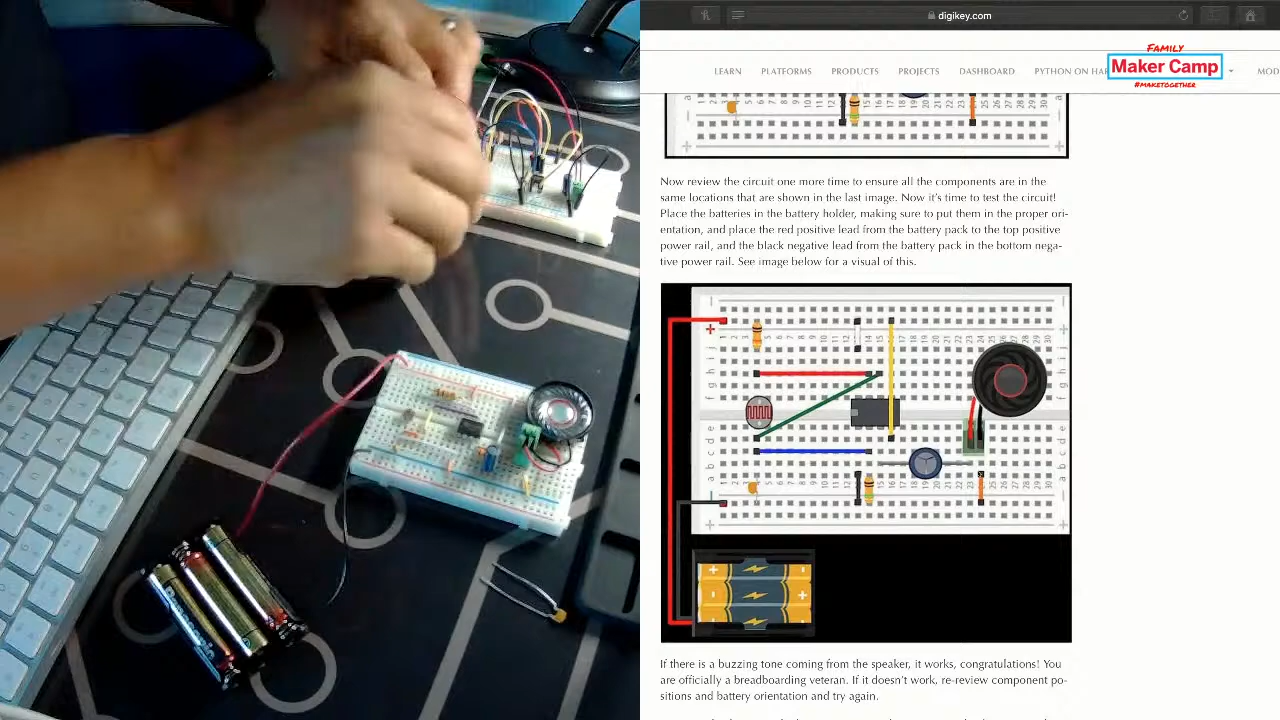 digikey.com
FAMILY
Maker Camp
#MAKETOGETHER
LEARN PLATFORMS PRODUCTS PROJECTS DASHBOARD PYTHON ON HAR MOD
Now review the circuit one more time to ensure all the components are in the
same locations that are shown in the last image. Now it's time to test the circuit!
Place the batteries in the battery holder, making sure to put them in the proper ori-
entation, and place the red positive lead from the battery pack to the top positive
power rail, and the black negative lead from the battery pack in the bottom nega-
tive power rail. See image below for a visual of this.
If there is a buzzing tone coming from the speaker, it works, congratulations! You
are officially a breadboarding veteran. If it doesn't work, re-review component po-
sitions and battery orientation and try again.
Panasonic